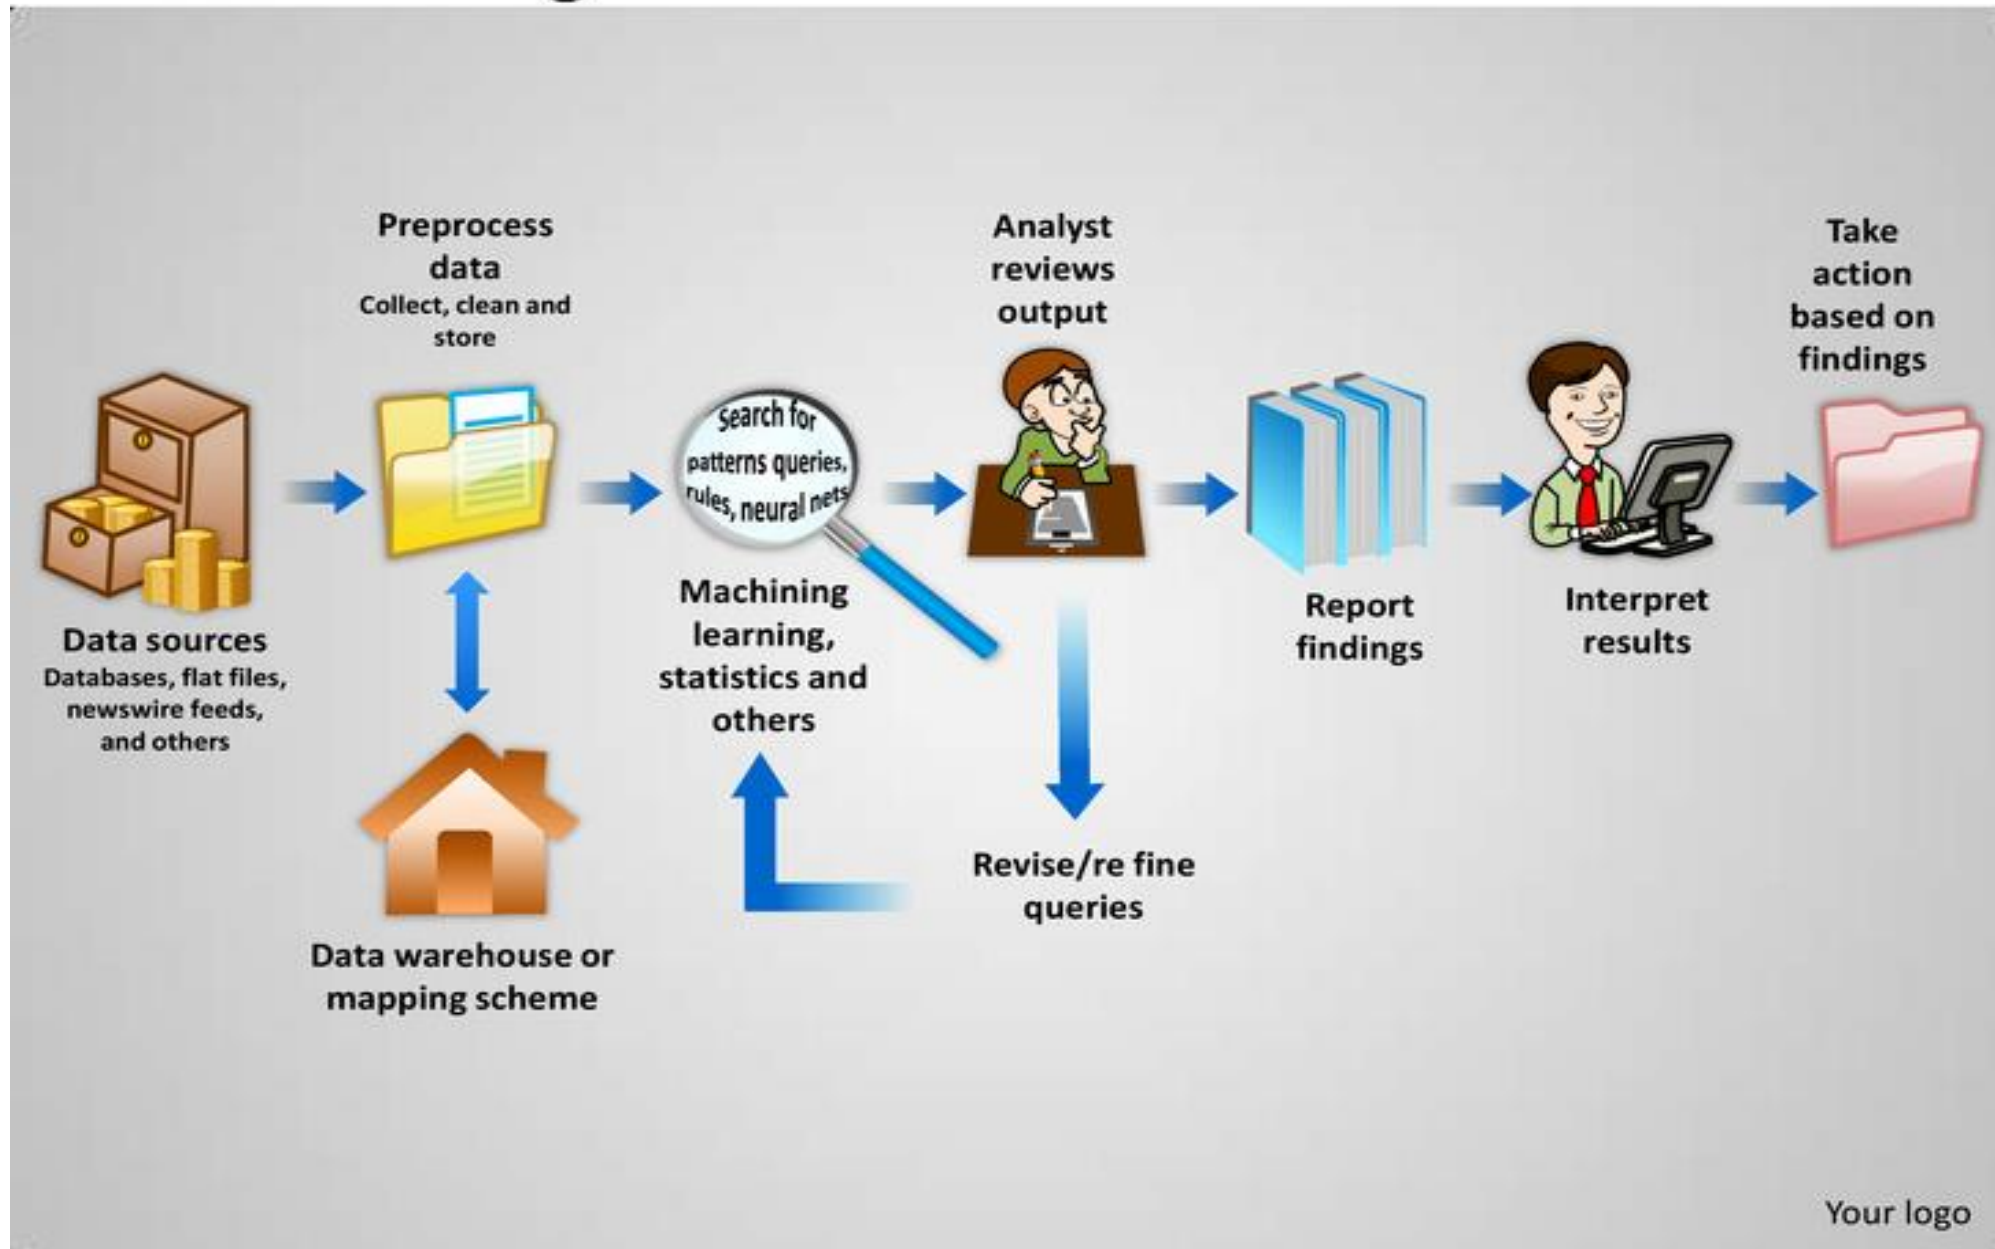 Preprocess
data
Collect, clean and
store
Analyst
reviews
output
Take
action
based on
findings
Search for
patterns queries,
rules, neural nets
Data sources
Databases, flat files,
newswire feeds,
and others
Machining
learning,
statistics and
others
Report
findings
Interpret
results
Revise/re fine
queries
Data warehouse or
mapping scheme
Your logo